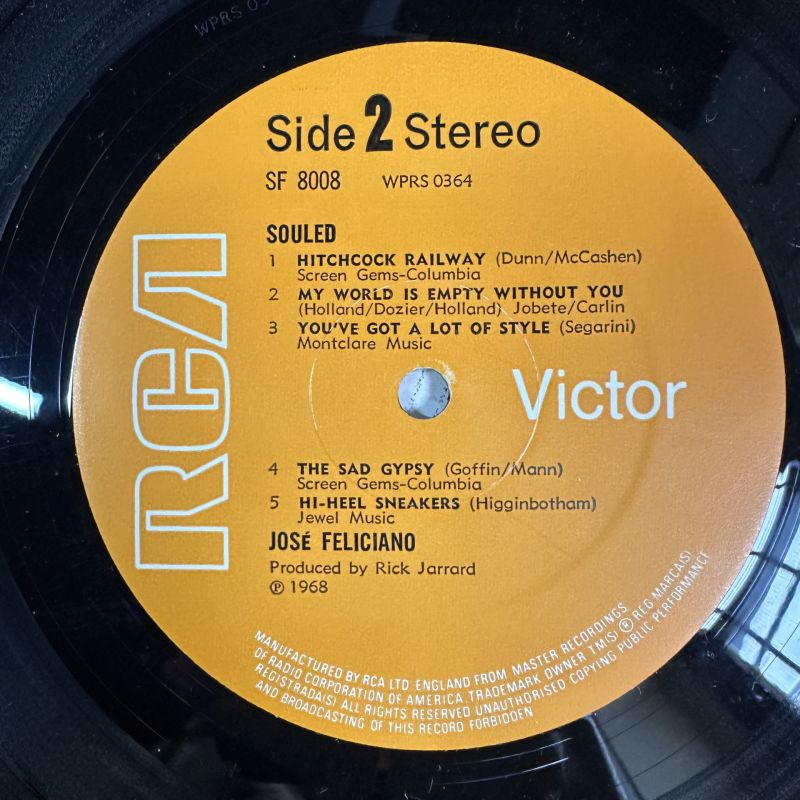 WPRS 03
Side 2 Stereo
SF 8008 WPRS 0364
SOULED
1 HITCHCOCK RAILWAY (Dunn/McCashen)
Screen Gems-Columbia
2 MY WORLD IS EMPTY WITHOUT YOU
(Holland/Dozier/Holland) Jobete/Carlin
3 YOU'VE GOT A LOT OF STYLE (Segarini)
Montclare Music
RCA
Victor
4 THE SAD GYPSY (Goffin/Mann)
Screen Gems-Columbia
5 HI-HEEL SNEAKERS (Higginbotham)
Jewel Music
JOSÉ FELICIANO
Produced by Rick Jarrard
℗ 1968
MANUFACTURED BY RCA LTD ENGLAND FROM MASTER RECORDINGS
OF RADIO CORPORATION OF AMERICA. TRADEMARK OWNER TM(S) ® REG MARCA(S)
REGISTRADA(S) ALL RIGHTS RESERVED UNAUTHORISED COPYING PUBLIC PERFORMANCE
AND BROADCASTING OF THIS RECORD FORBIDDEN